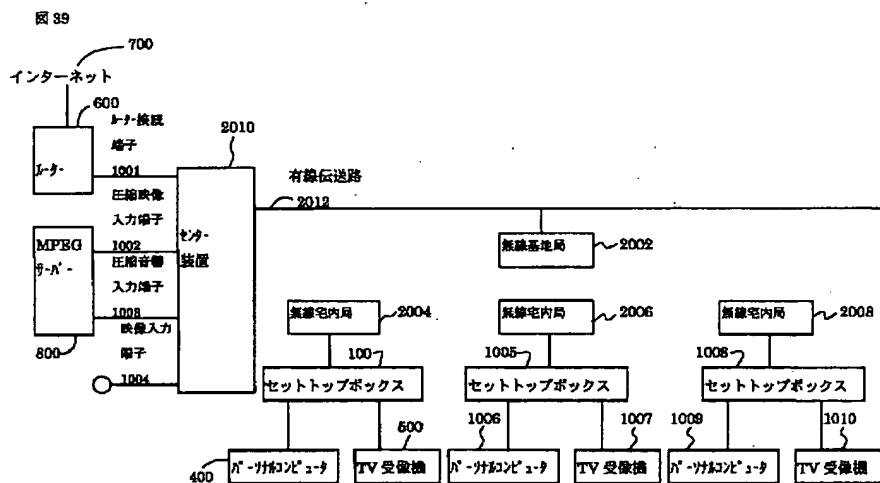 図 39
700
インターネット
600
ルーター接続
端子
2010
ルーター
1001
圧縮映像
入力端子
有線伝送路
2012
MPEG
サーバー
1002
圧縮音響
入力端子
センター
装置
無線基地局
2002
1003
映像入力
端子
800
1004
無線宅内局
2004
無線宅内局
2006
無線宅内局
2008
100
1005
1008
セットトップボックス
セットトップボックス
セットトップボックス
500
1006
1007
1009
1010
400
パーソナルコンピュータ
TV 受像機
パーソナルコンピュータ
TV 受像機
パーソナルコンピュータ
TV 受像機